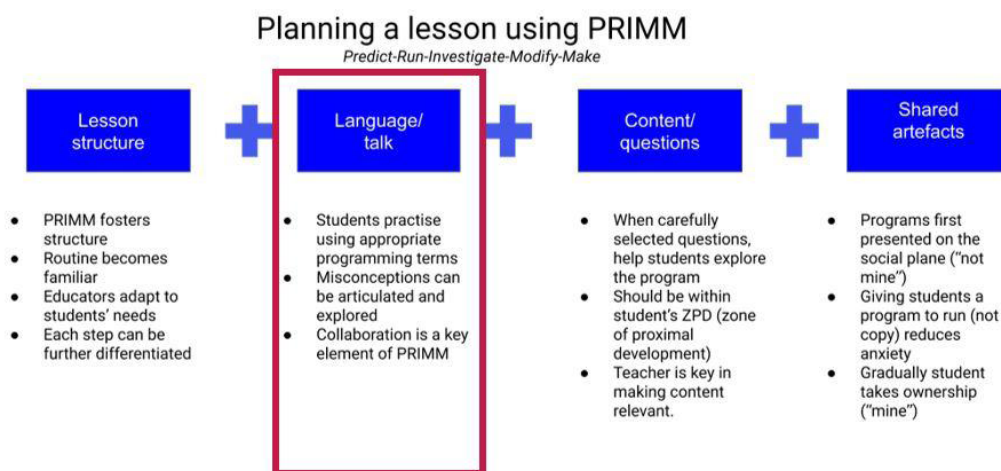 Planning a lesson using PRIMM
Predict-Run-Investigate-Modify-Make
Lesson
structure
Language/
talk
Content/
questions
Shared
artefacts
● PRIMM fosters
structure
● Routine becomes
familiar
● Educators adapt to
students’ needs
● Each step can be
further differentiated
● Students practise
using appropriate
programming terms
● Misconceptions can
be articulated and
explored
● Collaboration is a key
element of PRIMM
● When carefully
selected questions,
help students explore
the program
● Should be within
student’s ZPD (zone
of proximal
development)
● Teacher is key in
making content
relevant.
● Programs first
presented on the
social plane (“not
mine”)
● Giving students a
program to run (not
copy) reduces
anxiety
● Gradually student
takes ownership
(“mine”)